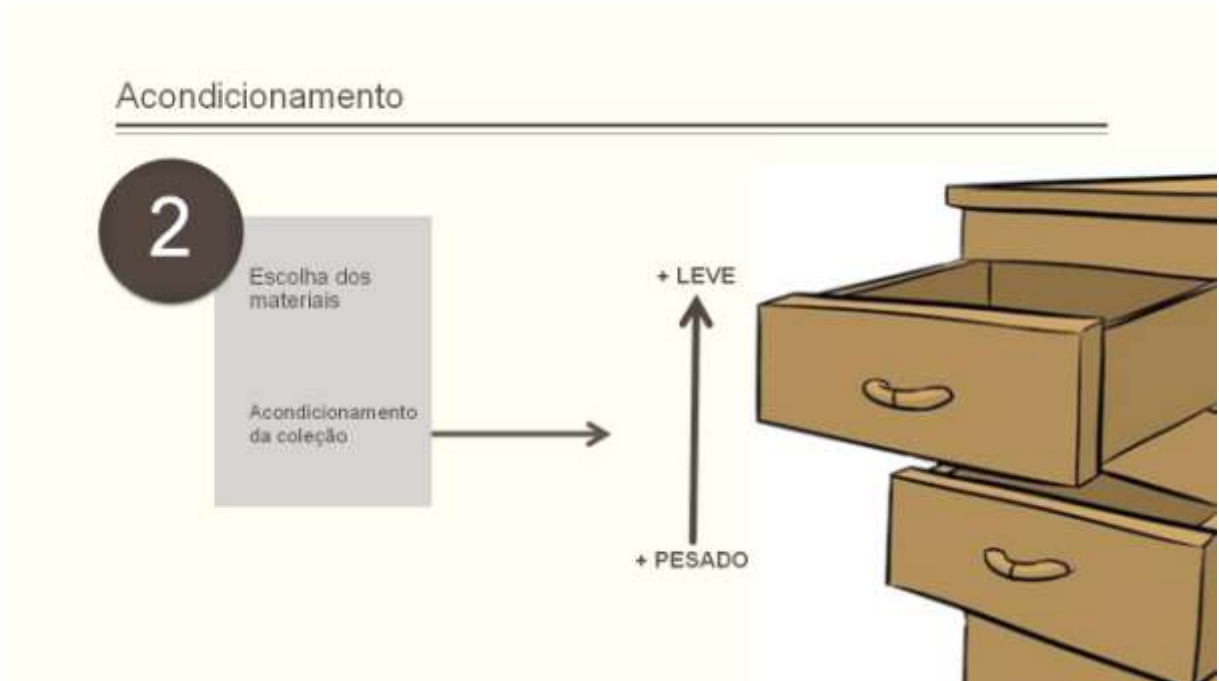 Acondicionamento
2
Escolha dos
materiais
Acondicionamento
da coleção
+ LEVE
+ PESADO